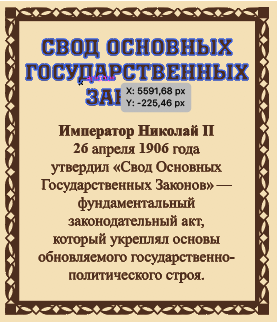 СВОД ОСНОВНЫХ
ГОСУДАРСТВЕННЫХ
X: 5591,68 px
Y: -225,46 px
Император Николай II
26 апреля 1906 года
утвердил «Свод Основных
Государственных Законов» —
фундаментальный
законодательный акт,
который укреплял основы
обновляемого государственно-
политического строя.